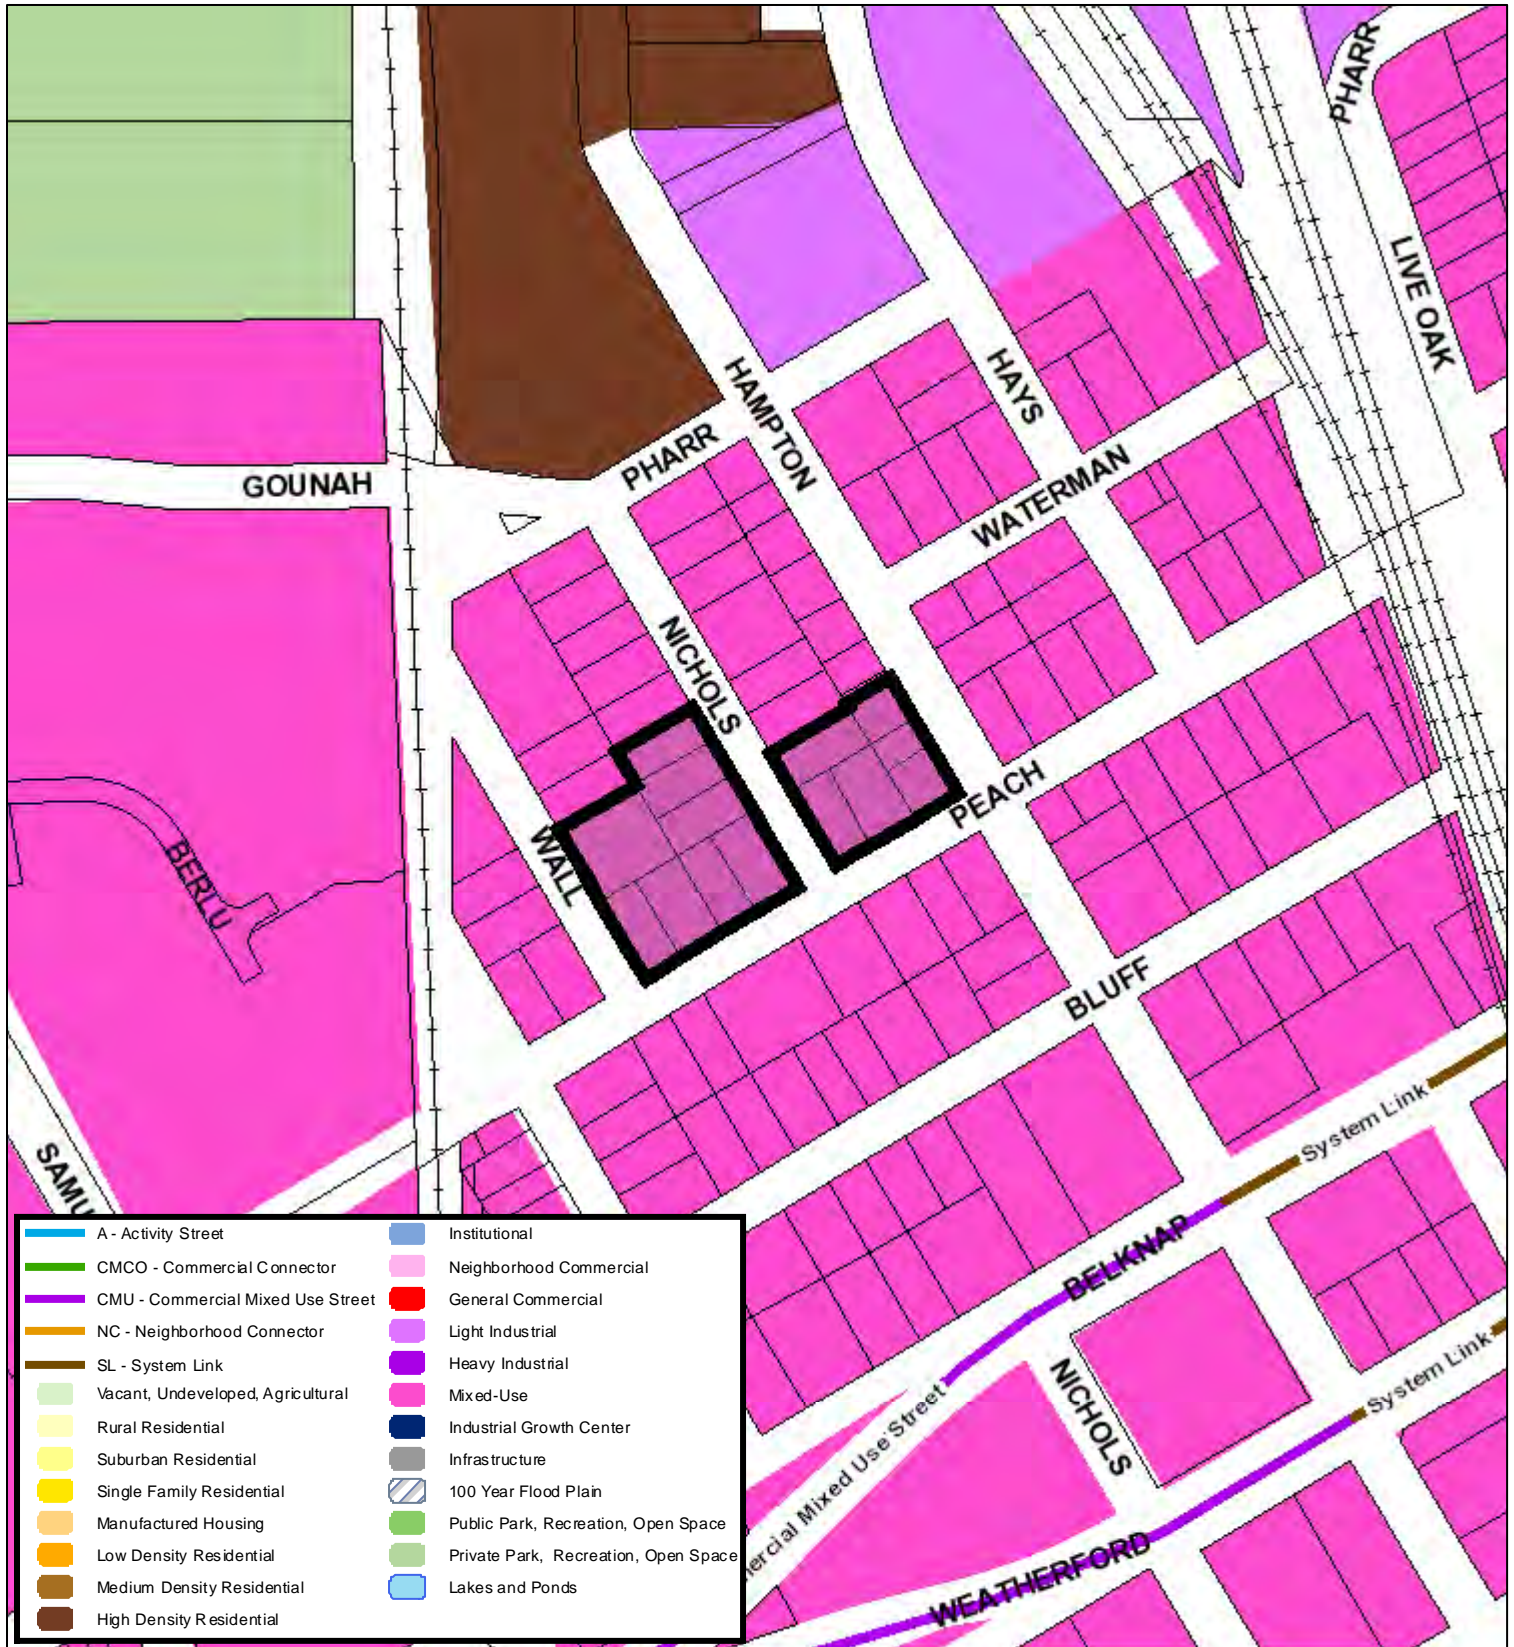 PHARR
LIVE OAK
HAMPTON
HAYS
PHARR
GOUNAH
WATERMAN
NICHOLS
PEACH
WALL
BERLU
BLUFF
SAMU
System Link
BELKNAP
System Link
NICHOLS
mercial Mixed Use Street
WEATHERFORD
A - Activity Street
CMCO - Commercial Connector
CMU - Commercial Mixed Use Street
NC - Neighborhood Connector
SL - System Link
Vacant, Undeveloped, Agricultural
Rural Residential
Suburban Residential
Single Family Residential
Manufactured Housing
Low Density Residential
Medium Density Residential
High Density Residential
Institutional
Neighborhood Commercial
General Commercial
Light Industrial
Heavy Industrial
Mixed-Use
Industrial Growth Center
Infrastructure
100 Year Flood Plain
Public Park, Recreation, Open Space
Private Park, Recreation, Open Space
Lakes and Ponds